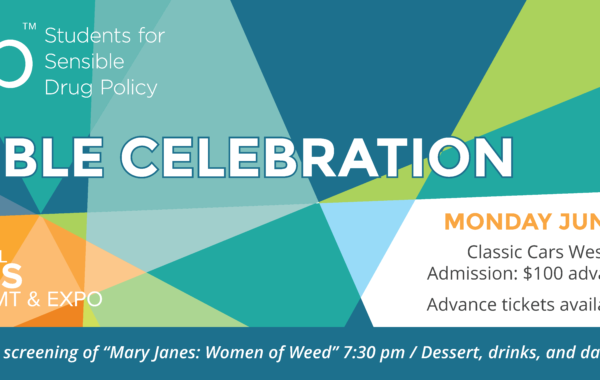 ™ Students for
Sensible
Drug Policy
BLE CELEBRATION
MONDAY JUN
Classic Cars Wes
Admission: $100 adva
Advance tickets availa
L
S
MT & EXPO
screening of “Mary Janes: Women of Weed” 7:30 pm / Dessert, drinks, and da